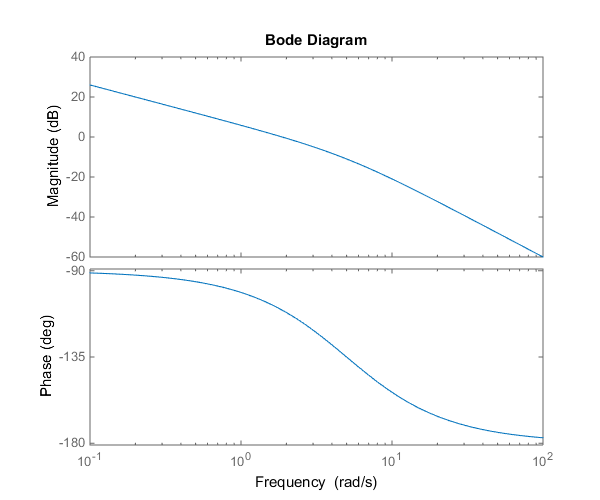 Bode Diagram
Magnitude (dB)
40
20
0
-20
-40
-60
Phase (deg)
-90
-135
-180
10^-1 10^0 10^1 10^2
Frequency (rad/s)